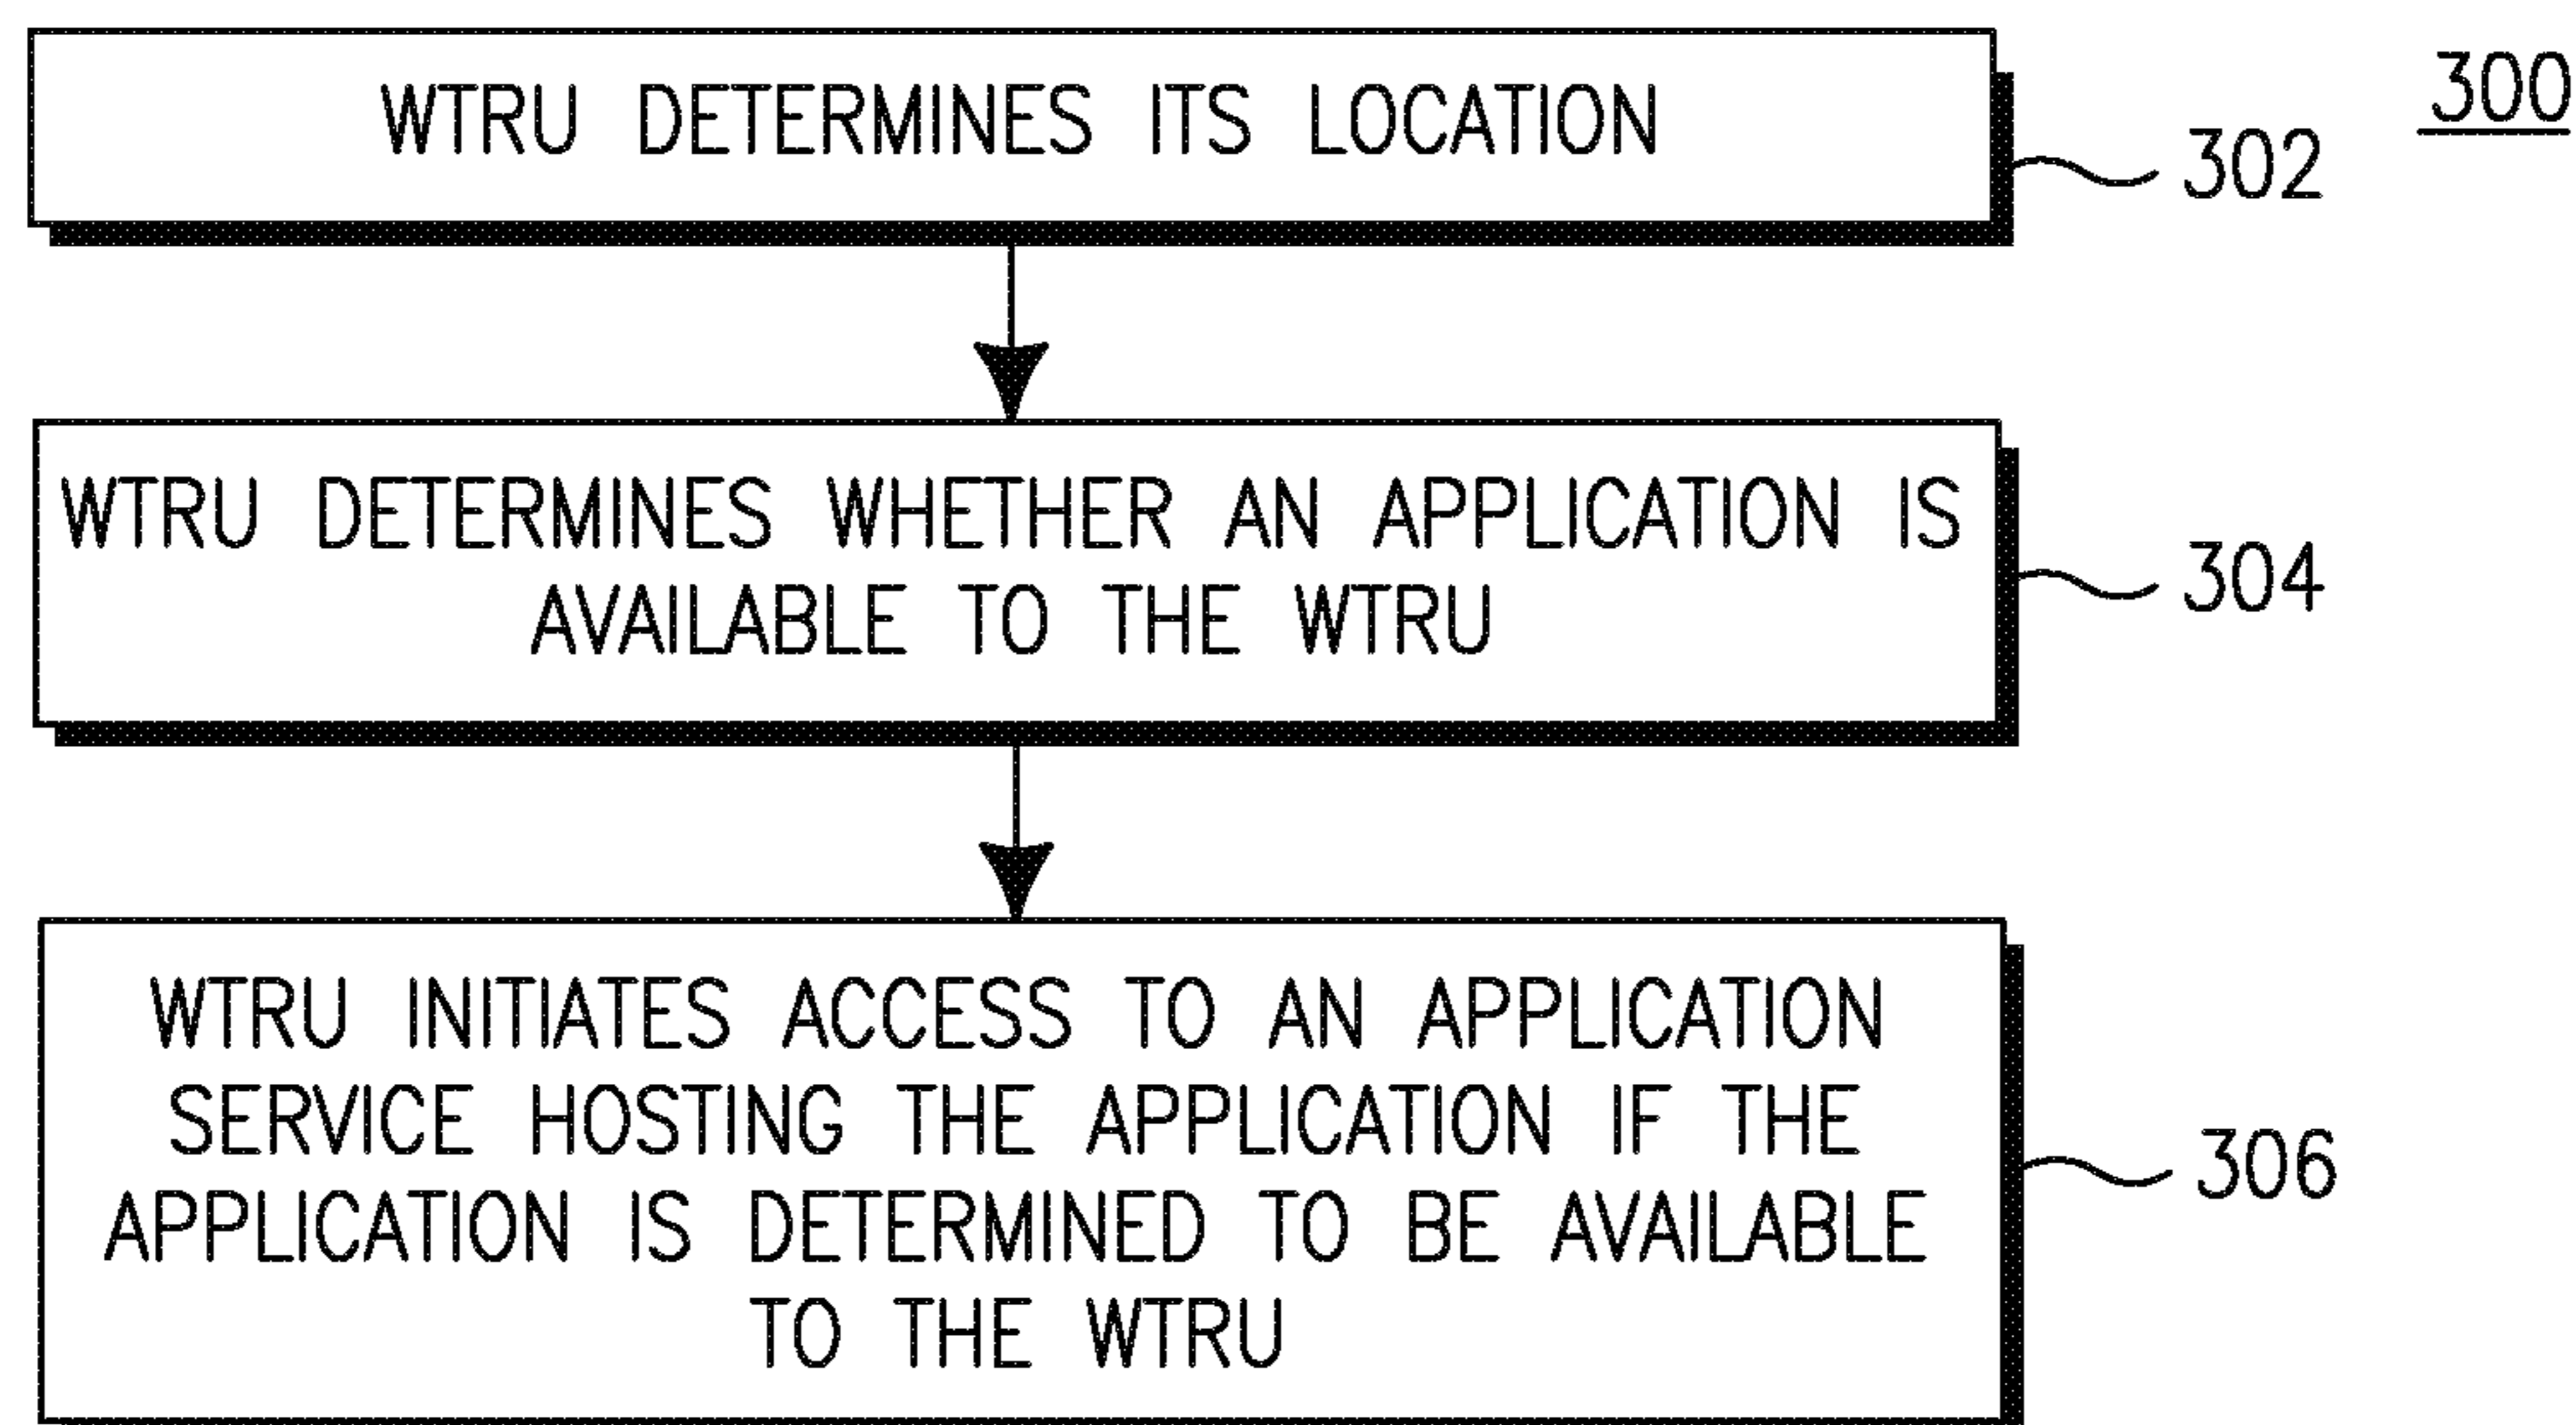 300
WTRU DETERMINES ITS LOCATION
302
WTRU DETERMINES WHETHER AN APPLICATION IS
AVAILABLE TO THE WTRU
304
WTRU INITIATES ACCESS TO AN APPLICATION
SERVICE HOSTING THE APPLICATION IF THE
APPLICATION IS DETERMINED TO BE AVAILABLE
TO THE WTRU
306